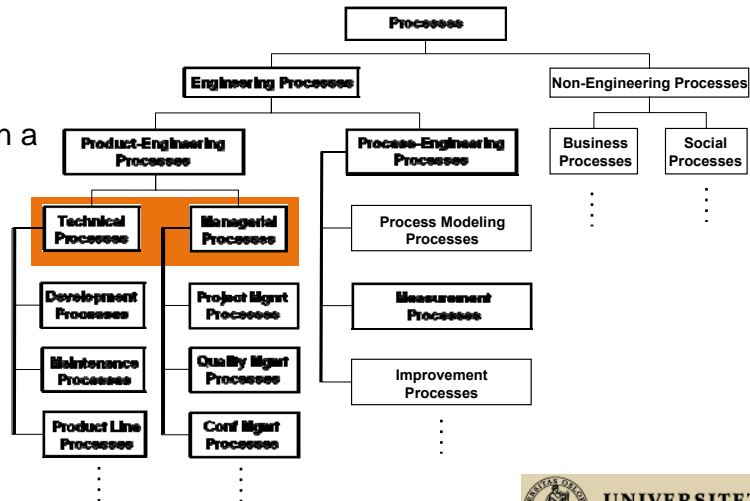 Processes
Engineering Processes
Non-Engineering Processes
n a
Product-Engineering
Processes
Process-Engineering
Processes
Business
Processes
Social
Processes
Technical
Processes
Managerial
Processes
Process Modeling
Processes
Development
Processes
Project Mgmt
Processes
Measurement
Processes
Maintenance
Processes
Quality Mgmt
Processes
Improvement
Processes
Product Line
Processes
Conf Mgmt
Processes
UNIVERSITET